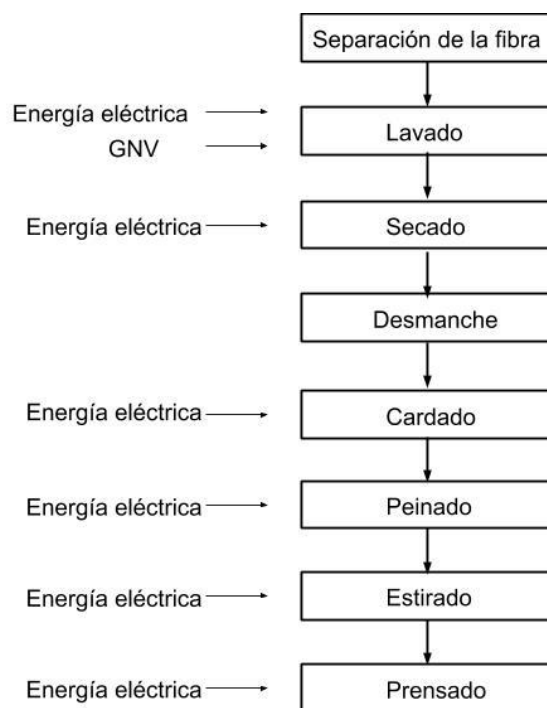 Separación de la fibra
Energía eléctrica
GNV
Lavado
Energía eléctrica
Secado
Desmanche
Energía eléctrica
Cardado
Energía eléctrica
Peinado
Energía eléctrica
Estirado
Energía eléctrica
Prensado